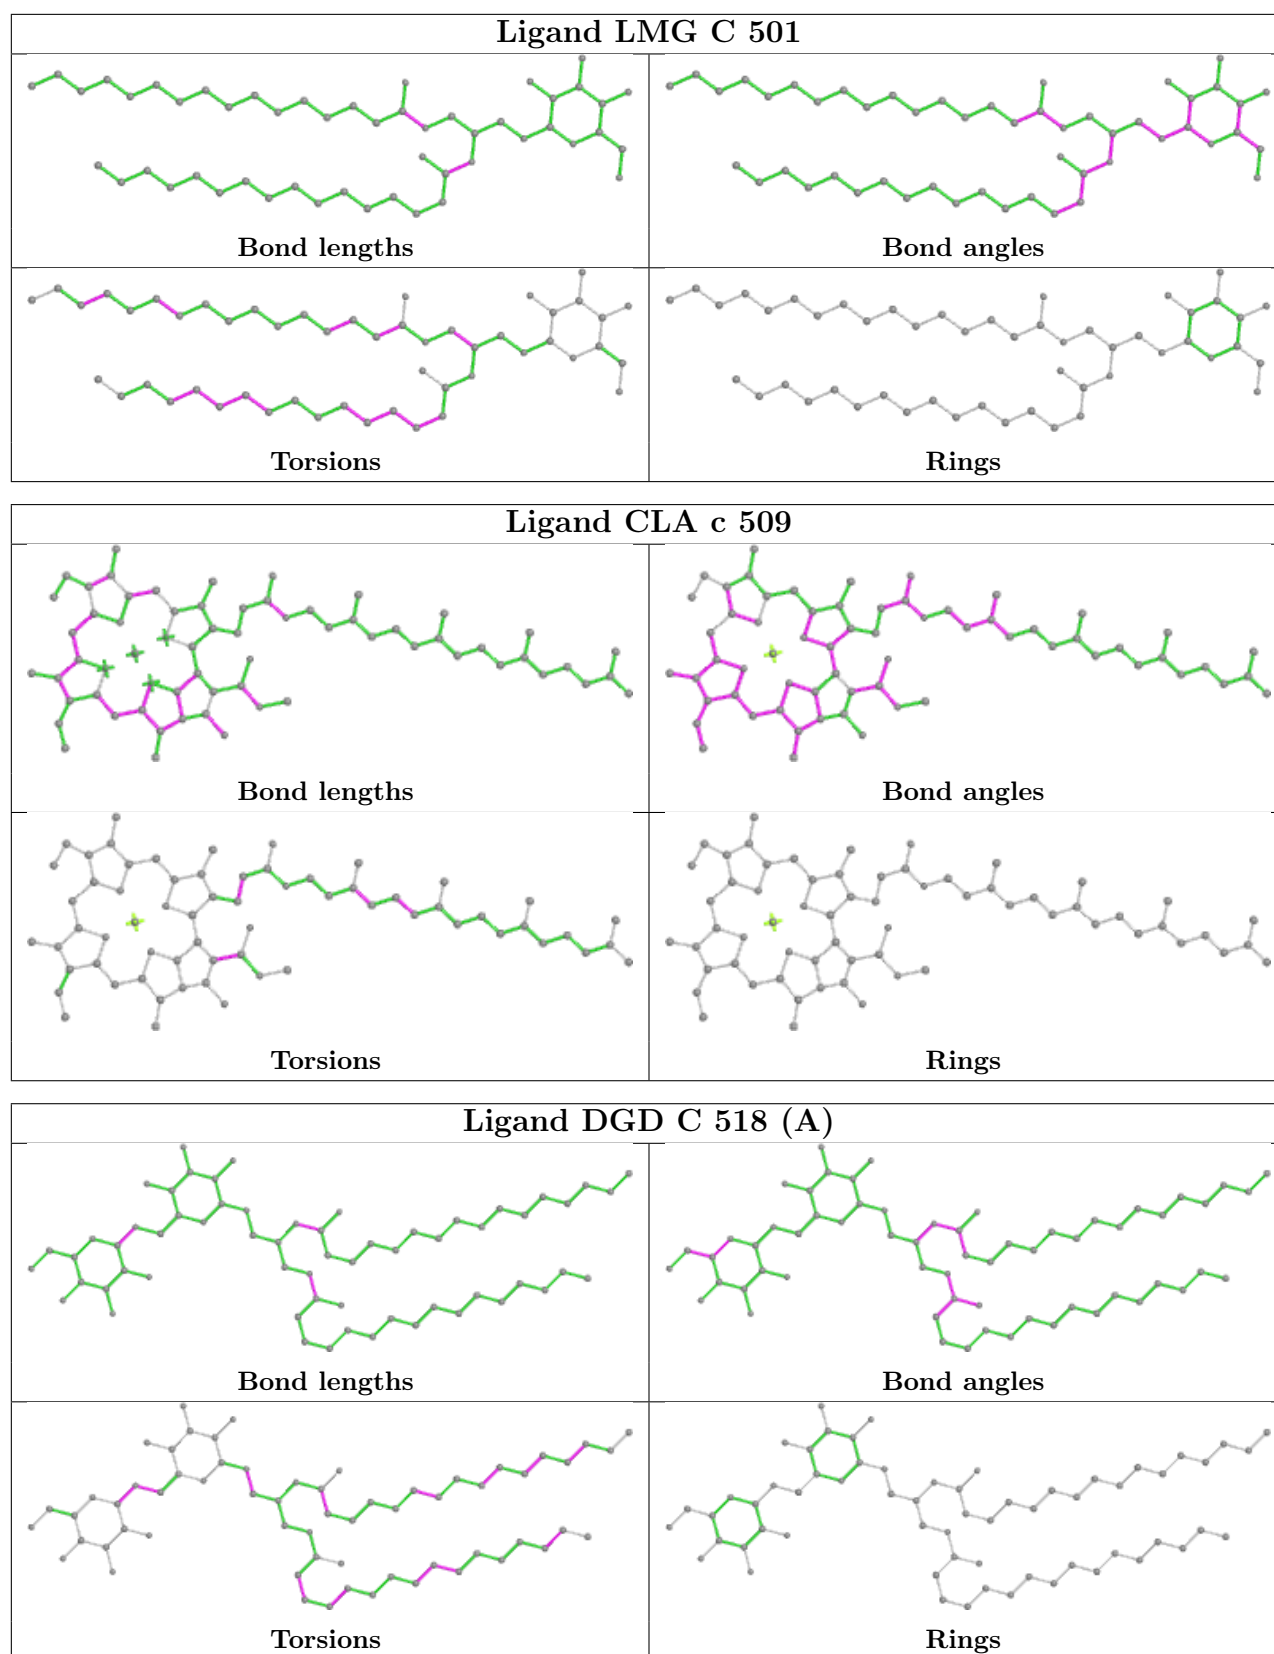 Ligand LMG C 501
Bond lengths
Bond angles
Torsions
Rings
Ligand CLA c 509
Bond lengths
Bond angles
Torsions
Rings
Ligand DGD C 518 (A)
Bond lengths
Bond angles
Torsions
Rings